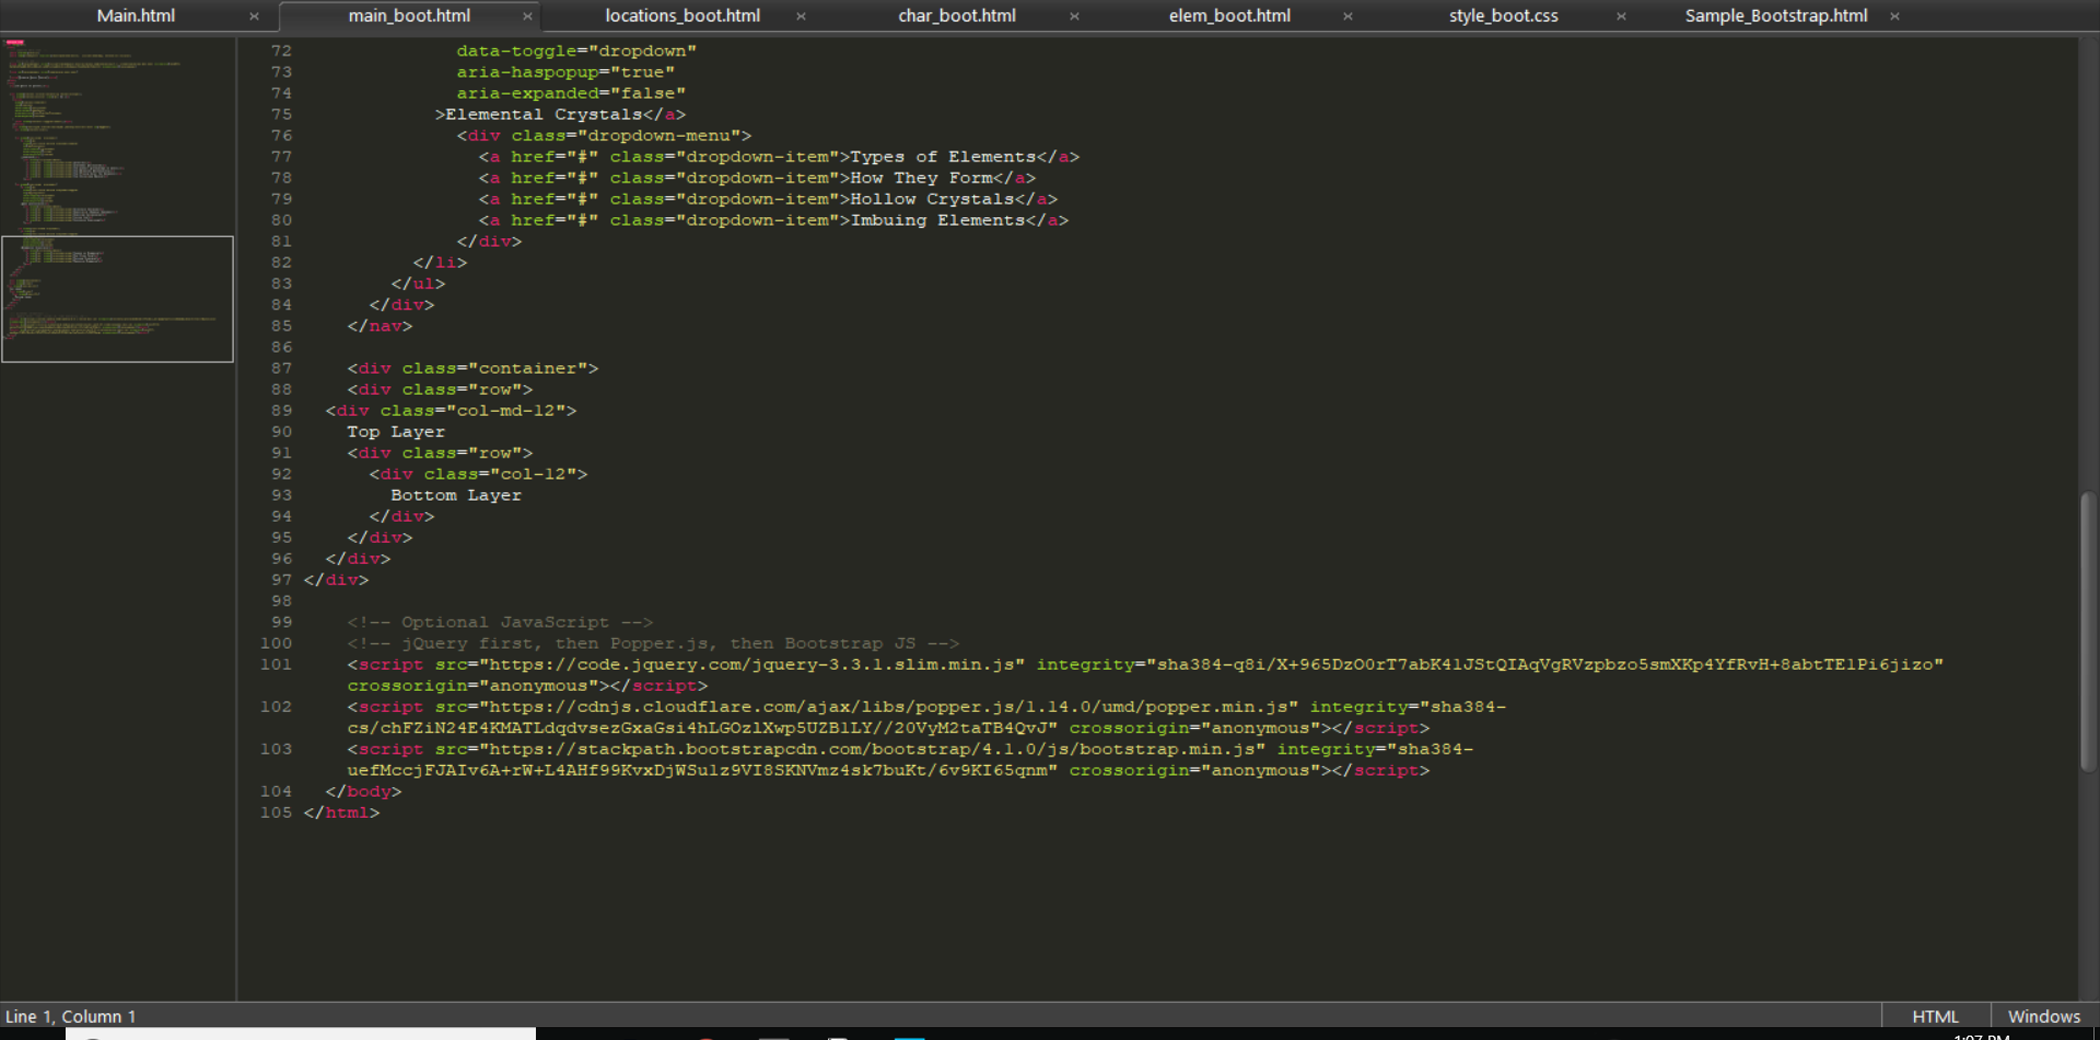 Main.html × main_boot.html × locations_boot.html × char_boot.html × elem_boot.html × style_boot.css × Sample_Bootstrap.html ×
72 data-toggle="dropdown"
73 aria-haspopup="true"
74 aria-expanded="false"
75 >Elemental Crystals</a>
76 <div class="dropdown-menu">
77 <a href="#" class="dropdown-item">Types of Elements</a>
78 <a href="#" class="dropdown-item">How They Form</a>
79 <a href="#" class="dropdown-item">Hollow Crystals</a>
80 <a href="#" class="dropdown-item">Imbuing Elements</a>
81 </div>
82 </li>
83 </ul>
84 </div>
85 </nav>
86
87 <div class="container">
88 <div class="row">
89 <div class="col-md-12">
90 Top Layer
91 <div class="row">
92 <div class="col-12">
93 Bottom Layer
94 </div>
95 </div>
96 </div>
97 </div>
98
99 <!-- Optional JavaScript -->
100 <!-- jQuery first, then Popper.js, then Bootstrap JS -->
101 <script src="https://code.jquery.com/jquery-3.3.1.slim.min.js" integrity="sha384-q8i/X+965DzO0rT7abK41JStQIAqVgRVzpbzo5smXKp4YfRvH+8abtTE1Pi6jizo"
crossorigin="anonymous"></script>
102 <script src="https://cdnjs.cloudflare.com/ajax/libs/popper.js/1.14.0/umd/popper.min.js" integrity="sha384-
cs/chFZiN24E4KMATLdqdvsezGxaGsi4hLGOzlXwp5UZB1LY//20VyM2taTB4QvJ" crossorigin="anonymous"></script>
103 <script src="https://stackpath.bootstrapcdn.com/bootstrap/4.1.0/js/bootstrap.min.js" integrity="sha384-
uefMccjFJAIv6A+rW+L4AHf99KvxDjWSu1z9VI8SKNVmz4sk7buKt/6v9KI65qnm" crossorigin="anonymous"></script>
104 </body>
105 </html>
Line 1, Column 1 HTML Windows
1:07 PM